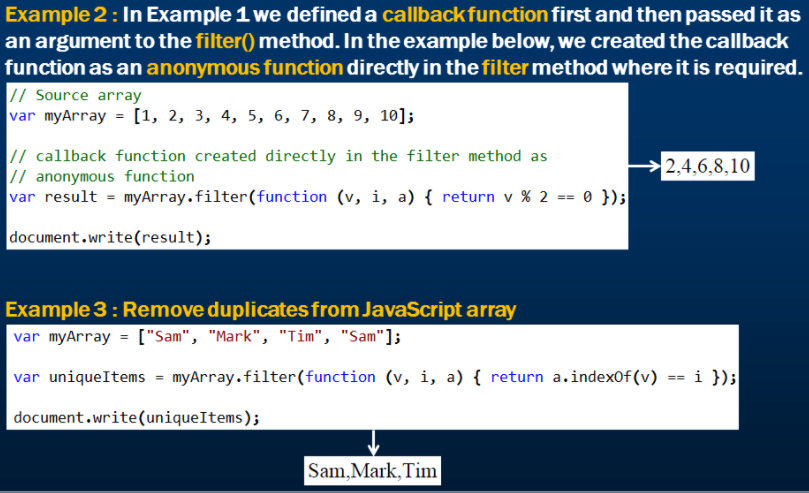 Example 2 : In Example 1 we defined a callback function first and then passed it as
an argument to the filter() method. In the example below, we created the callback
function as an anonymous function directly in the filter method where it is required.
// Source array
var myArray = [1, 2, 3, 4, 5, 6, 7, 8, 9, 10];
// callback function created directly in the filter method as
// anonymous function
var result = myArray.filter(function (v, i, a) { return v % 2 == 0 });
document.write(result);
2,4,6,8,10
Example 3 : Remove duplicates from JavaScript array
var myArray = ["Sam", "Mark", "Tim", "Sam"];
var uniqueItems = myArray.filter(function (v, i, a) { return a.indexOf(v) == i });
document.write(uniqueItems);
Sam,Mark,Tim